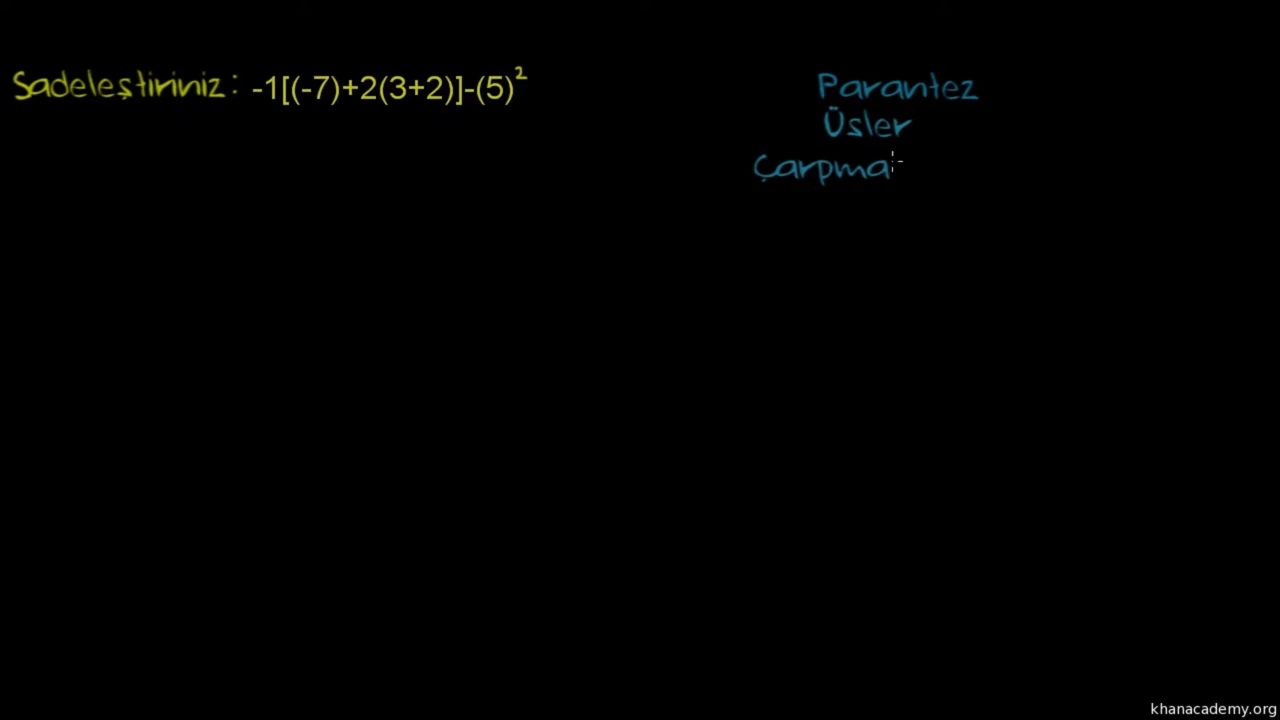 Sadeleştiriniz: -1[(-7)+2(3+2)]-(5)²
Parantez
Üsler
Çarpma
khanacademy.org